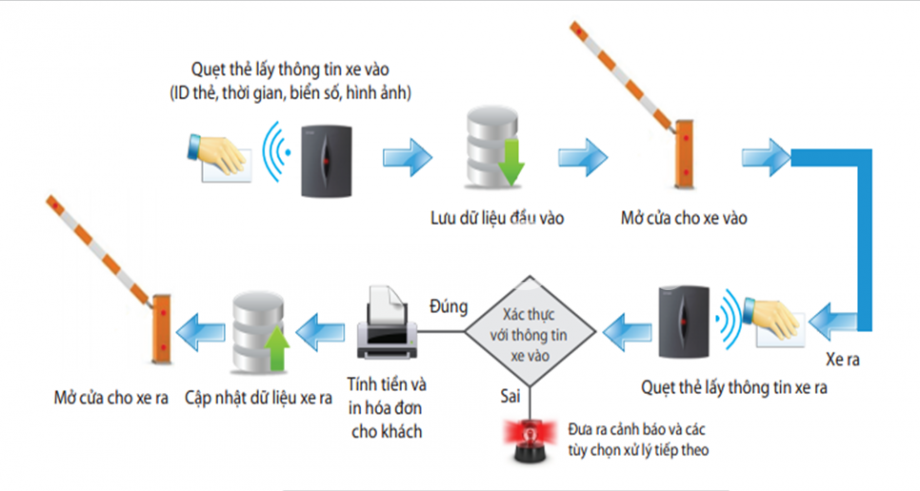 Quẹt thẻ lấy thông tin xe vào
(ID thẻ, thời gian, biển số, hình ảnh)
Lưu dữ liệu đầu vào
Mở cửa cho xe vào
Xe ra
Quẹt thẻ lấy thông tin xe ra
Xác thực
với thông tin
xe vào
Đúng
Sai
Đưa ra cảnh báo và các
tùy chọn xử lý tiếp theo
Tính tiền và
in hóa đơn
cho khách
Cập nhật dữ liệu xe ra
Mở cửa cho xe ra